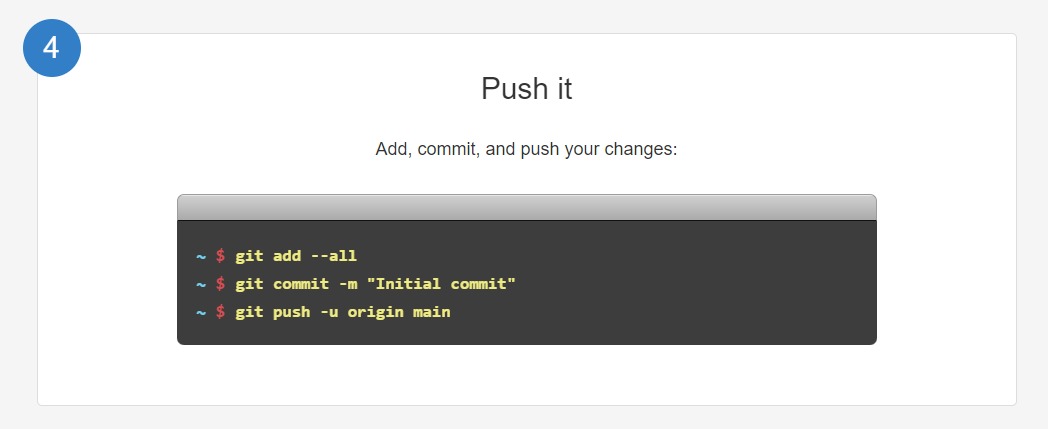 4
Push it
Add, commit, and push your changes:
~ $ git add --all
~ $ git commit -m "Initial commit"
~ $ git push -u origin main